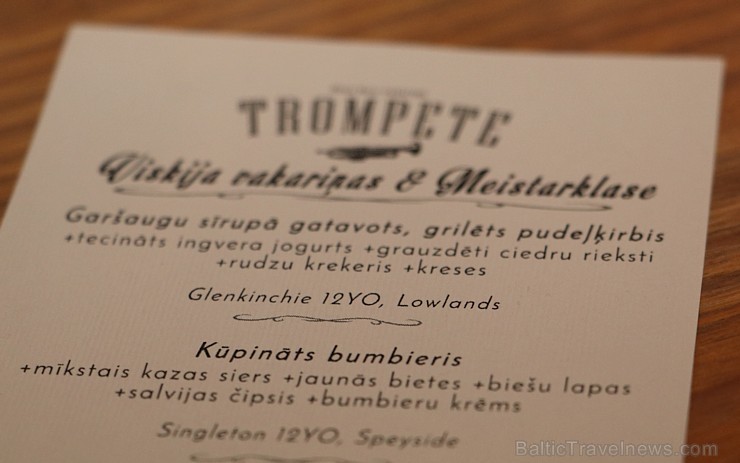 TROMPETE
Viskija vakariņas & Meistarklase
Garšaugu sīrupā gatavots, grilēts pudeļķirbis
+tecināts ingvera jogurts +grauzdēti ciedru rieksti
+rudzu krekeris +kreses
Glenkinchie 12YO, Lowlands
Kūpināts bumbieris
+mīkstais kazas siers +jaunās bietes +biešu lapas
+salvijas čipsis +bumbieru krēms
Singleton 12YO, Speyside
BalticTravelnews.com